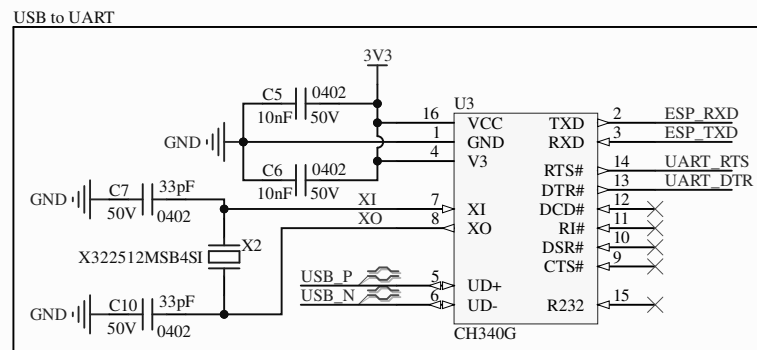 USB to UART
3V3
C5 0402
10nF 50V
GND
C6 0402
10nF 50V
U3
16 VCC TXD 2 ESP_RXD
1 GND RXD 3 ESP_TXD
4 V3
RTS# 14 UART_RTS
DTR# 13 UART_DTR
GND C7 33pF
50V 0402
XI 7 XI DCD# 12
XO 8 XO RI# 11
DSR# 10
CTS# 9
X2
X322512MSB4SI
USB_P 5 UD+
USB_N 6 UD- R232 15
GND C10 33pF
50V 0402
CH340G